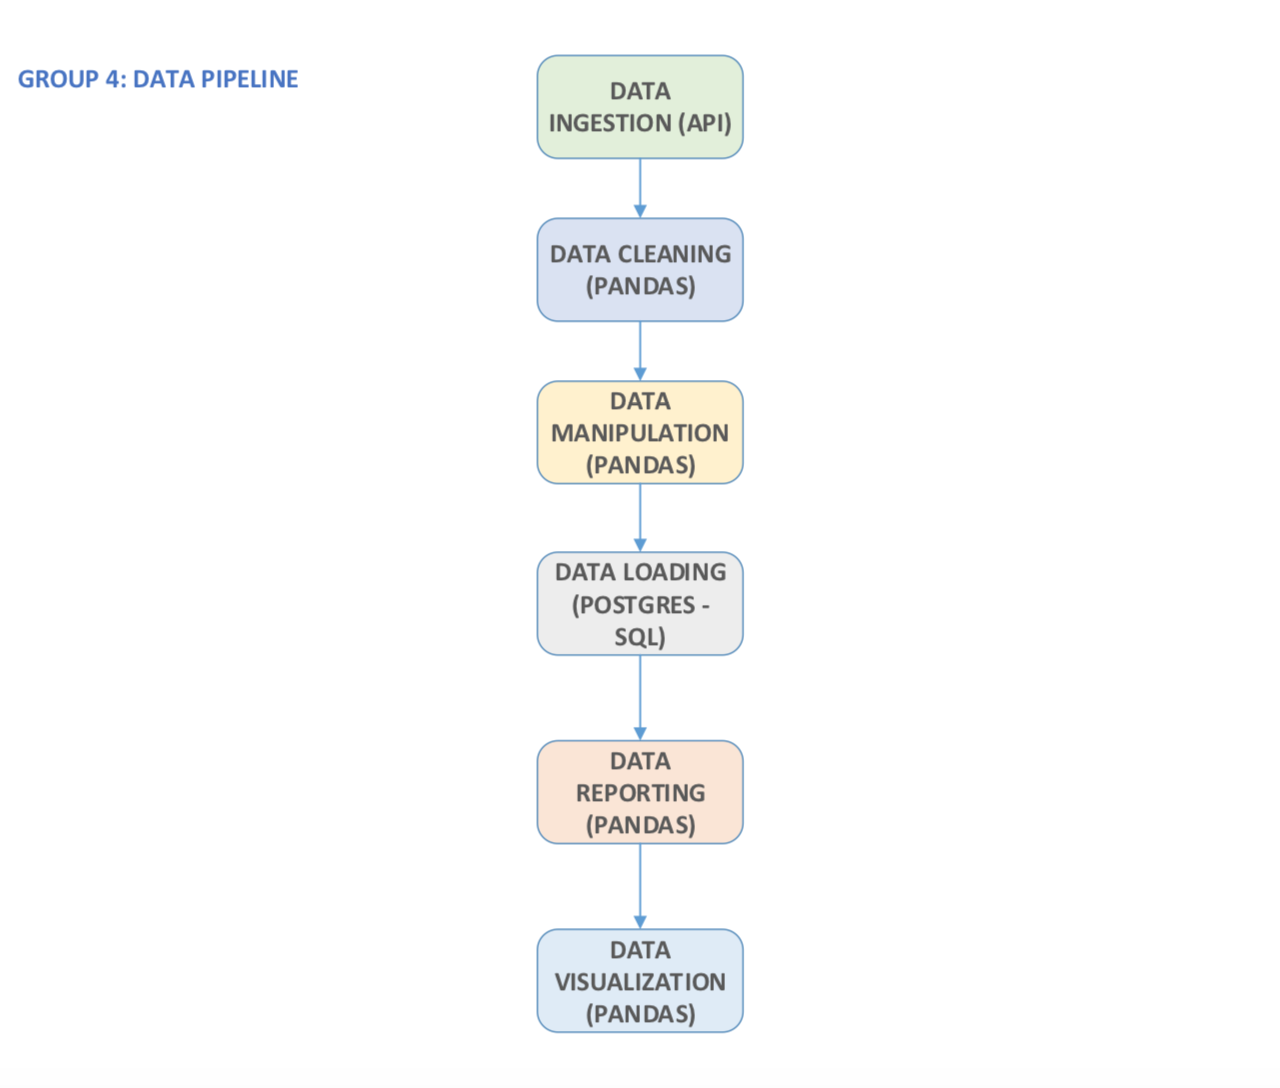 GROUP 4: DATA PIPELINE
DATA
INGESTION (API)
DATA CLEANING
(PANDAS)
DATA
MANIPULATION
(PANDAS)
DATA LOADING
(POSTGRES -
SQL)
DATA
REPORTING
(PANDAS)
DATA
VISUALIZATION
(PANDAS)